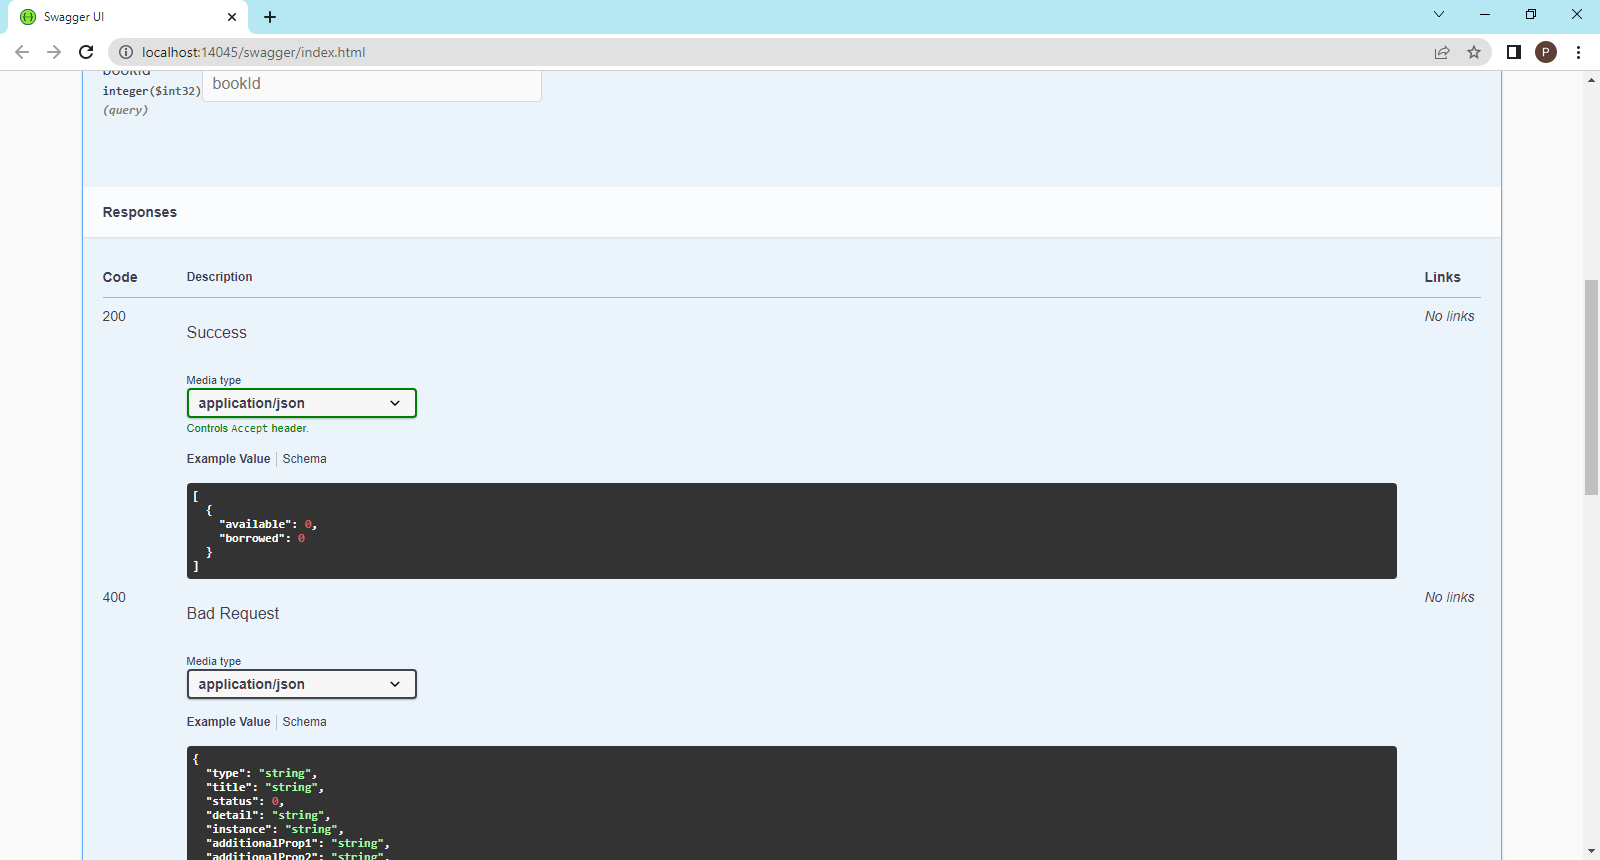 Swagger UI
localhost:14045/swagger/index.html
P
bookId
integer($int32)
bookId
(query)
Responses
Code Description Links
200 No links
Success
Media type
application/json
Controls Accept header.
Example Value Schema
[
{
"available": 0,
"borrowed": 0
}
]
400 No links
Bad Request
Media type
application/json
Example Value Schema
{
"type": "string",
"title": "string",
"status": 0,
"detail": "string",
"instance": "string",
"additionalProp1": "string",
"additionalProp2": "string",